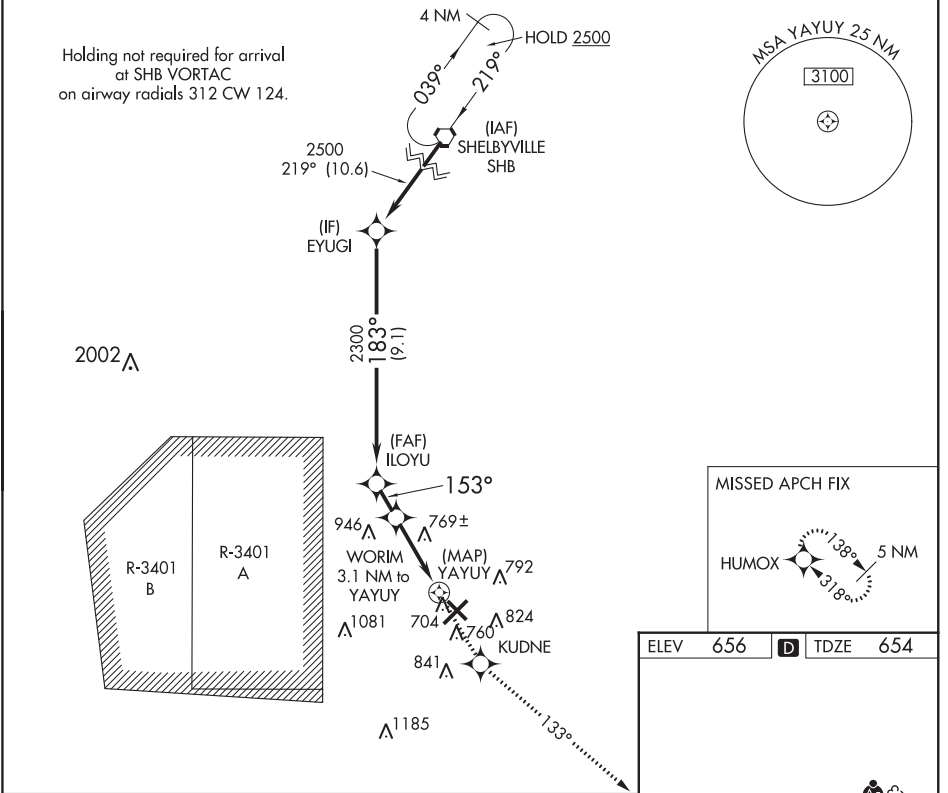 4 NM
HOLD 2500
Holding not required for arrival
at SHB VORTAC
on airway radials 312 CW 124.
039°
219°
MSA YAYUY 25 NM
3100
(IAF)
SHELBYVILLE
SHB
2500
219° (10.6)
(IF)
EYUGI
2300
183°
(9.1)
2002
(FAF)
ILOYU
153°
946
769±
WORIM
3.1 NM to
YAYUY
(MAP)
YAYUY
792
R-3401
B
R-3401
A
1081
704
760
824
KUDNE
841
1185
133°
MISSED APCH FIX
HUMOX
138°
318°
5 NM
ELEV 656
D
TDZE 654